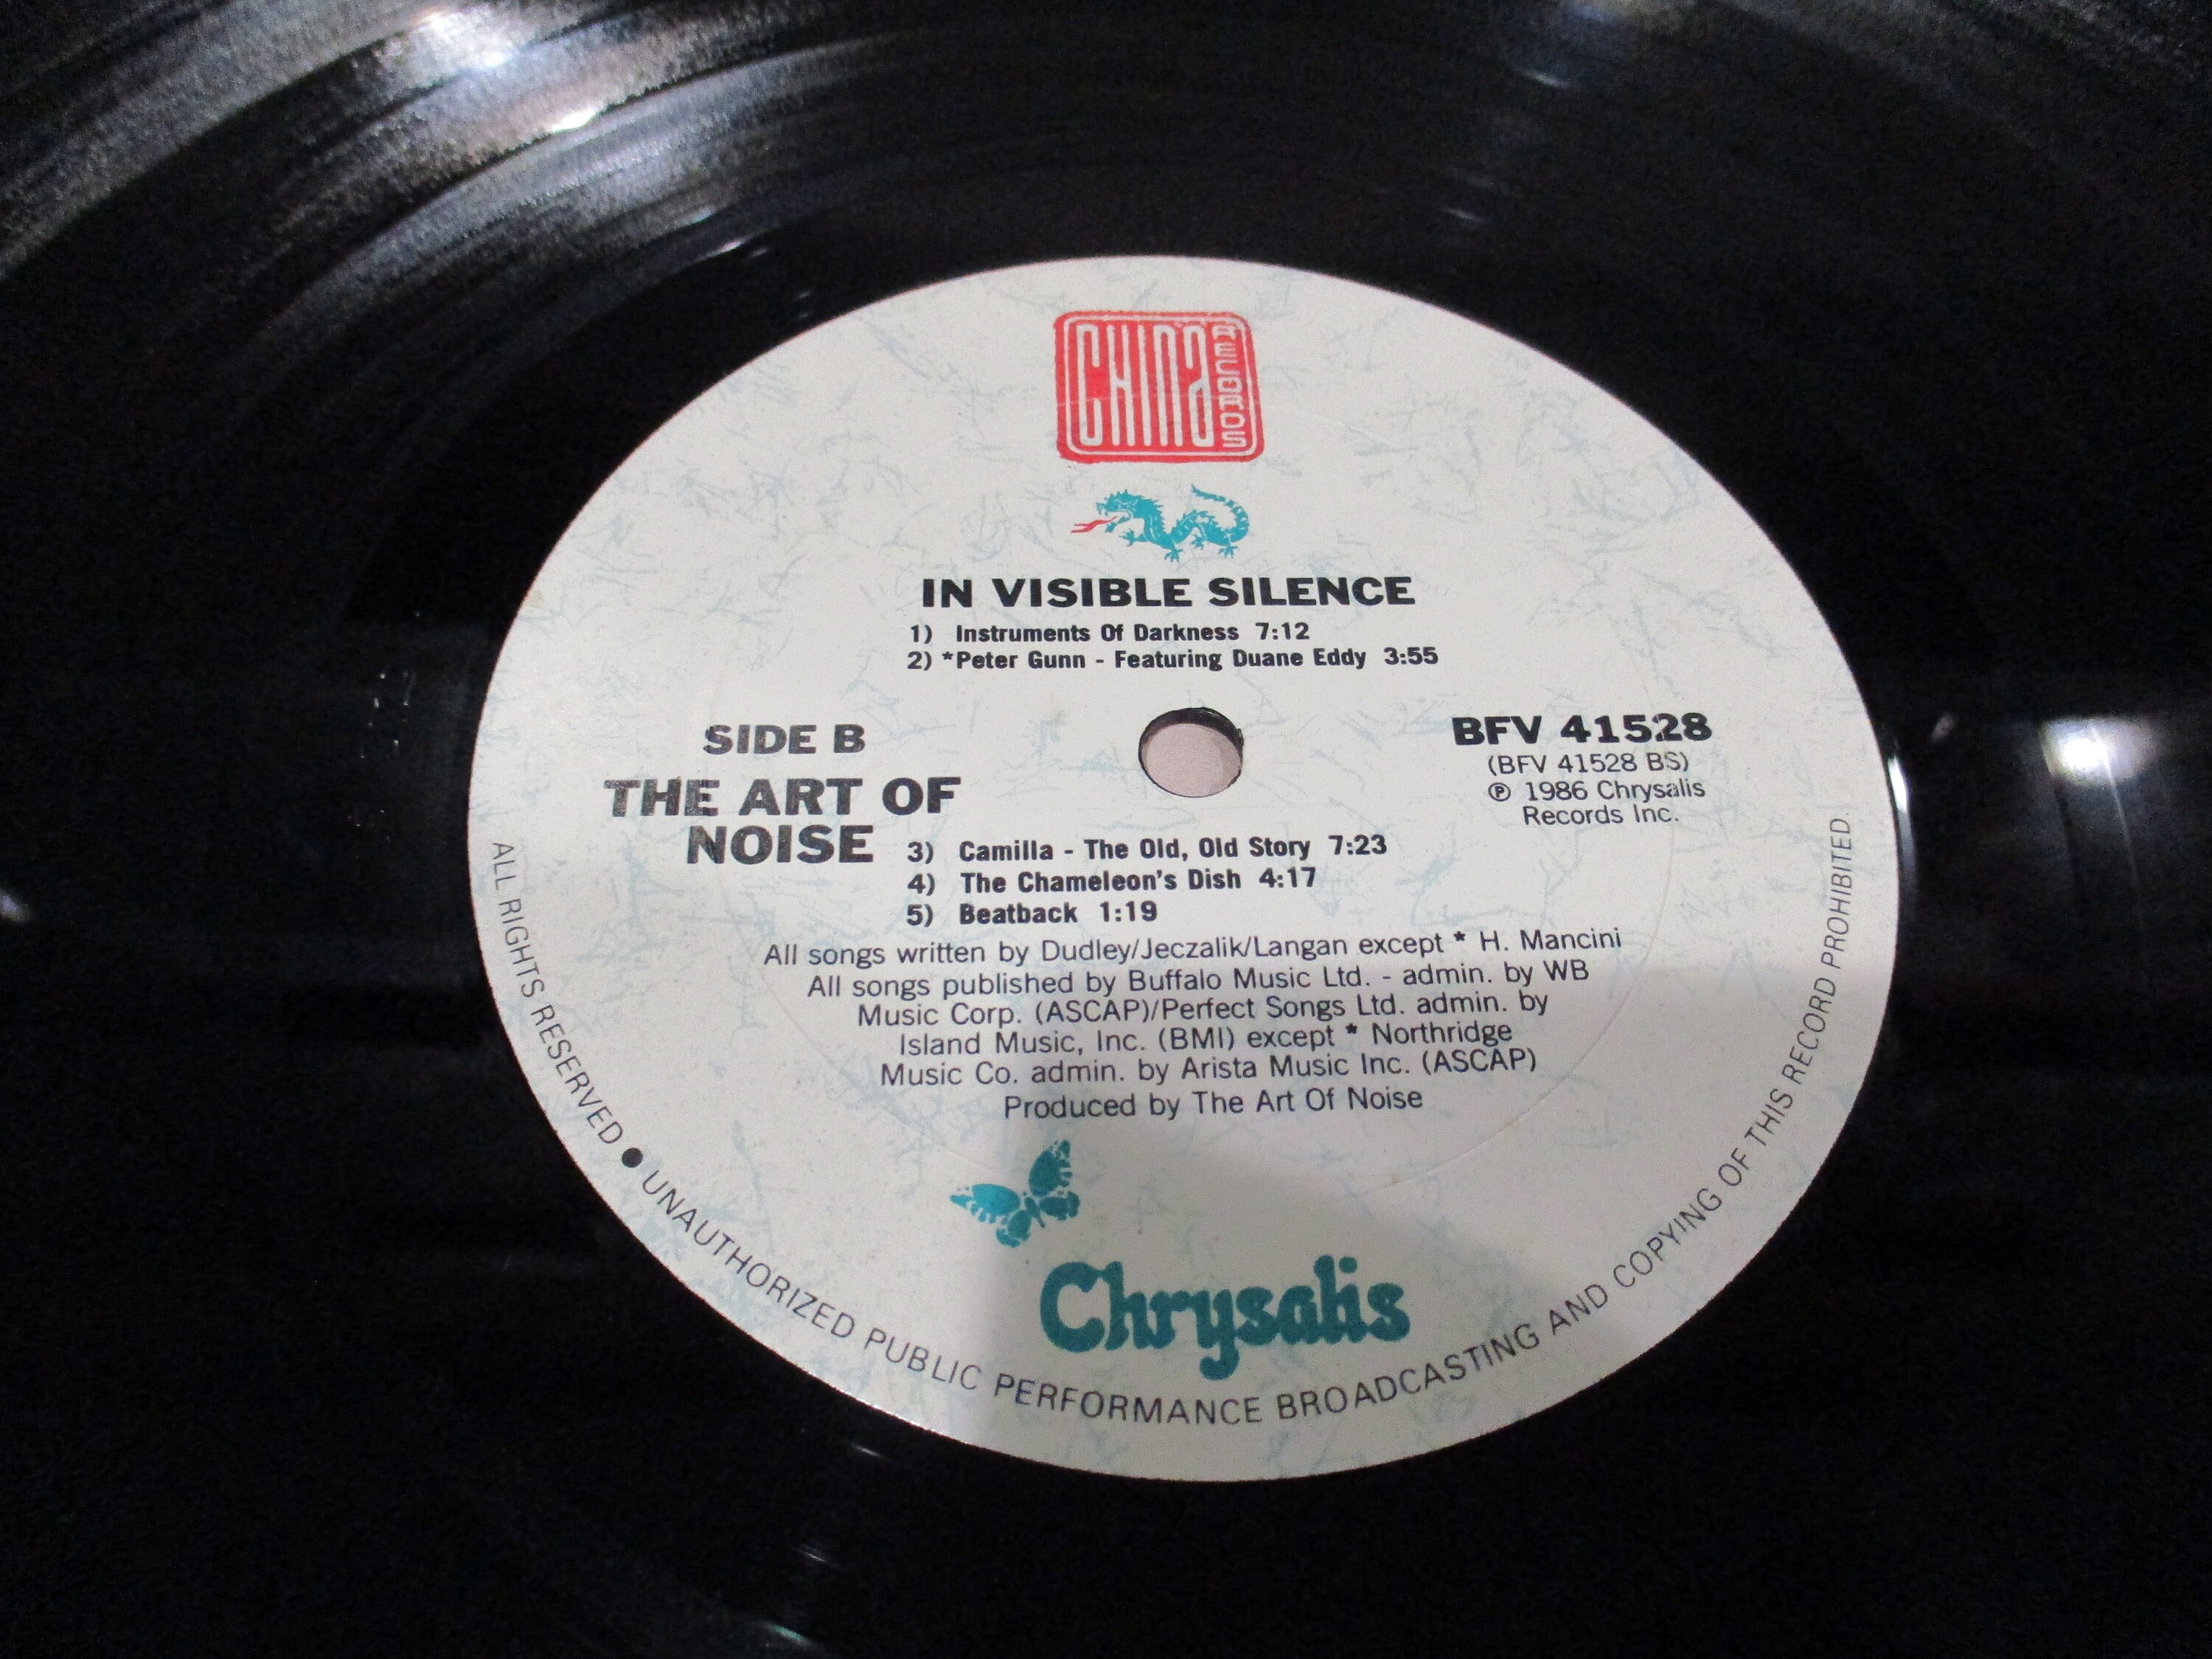 CHINA RECORDS
IN VISIBLE SILENCE
1) Instruments Of Darkness 7:12
2) *Peter Gunn - Featuring Duane Eddy 3:55
SIDE B
THE ART OF
NOISE
BFV 41528
(BFV 41528 BS)
℗ 1986 Chrysalis
Records Inc.
3) Camilla - The Old, Old Story 7:23
4) The Chameleon's Dish 4:17
5) Beatback 1:19
All songs written by Dudley/Jeczalik/Langan except * H. Mancini
All songs published by Buffalo Music Ltd. - admin. by WB
Music Corp. (ASCAP)/Perfect Songs Ltd. admin. by
Island Music, Inc. (BMI) except * Northridge
Music Co. admin. by Arista Music Inc. (ASCAP)
Produced by The Art Of Noise
Chrysalis
ALL RIGHTS RESERVED ● UNAUTHORIZED PUBLIC PERFORMANCE BROADCASTING AND COPYING OF THIS RECORD PROHIBITED.